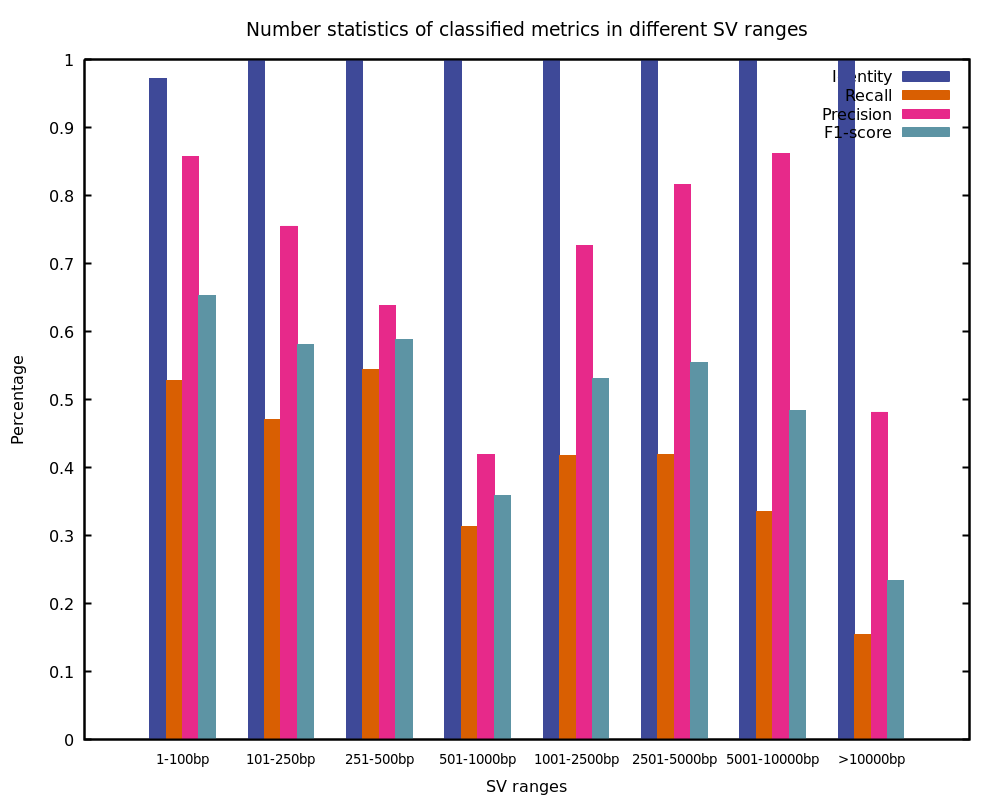 Number statistics of classified metrics in different SV ranges
1
0.9
0.8
0.7
0.6
0.5
0.4
0.3
0.2
0.1
0
Percentage
Identity
Recall
Precision
F1-score
1-100bp 101-250bp 251-500bp 501-1000bp 1001-2500bp 2501-5000bp 5001-10000bp >10000bp
SV ranges